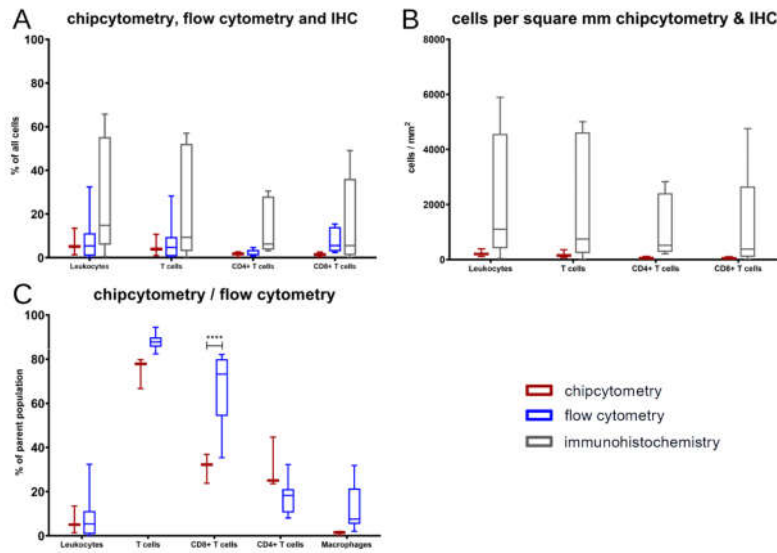 A
chipcytometry, flow cytometry and IHC
% of all cells
100
80
60
40
20
0
Leukocytes T cells CD4+ T cells CD8+ T cells
B
cells per square mm chipcytometry & IHC
cells / mm²
8000
6000
4000
2000
0
Leukocytes T cells CD4+ T cells CD8+ T cells
C
chipcytometry / flow cytometry
% of parent population
100
80
60
40
20
0
****
Leukocytes T cells CD8+ T cells CD4+ T cells Macrophages
chipcytometry
flow cytometry
immunohistochemistry